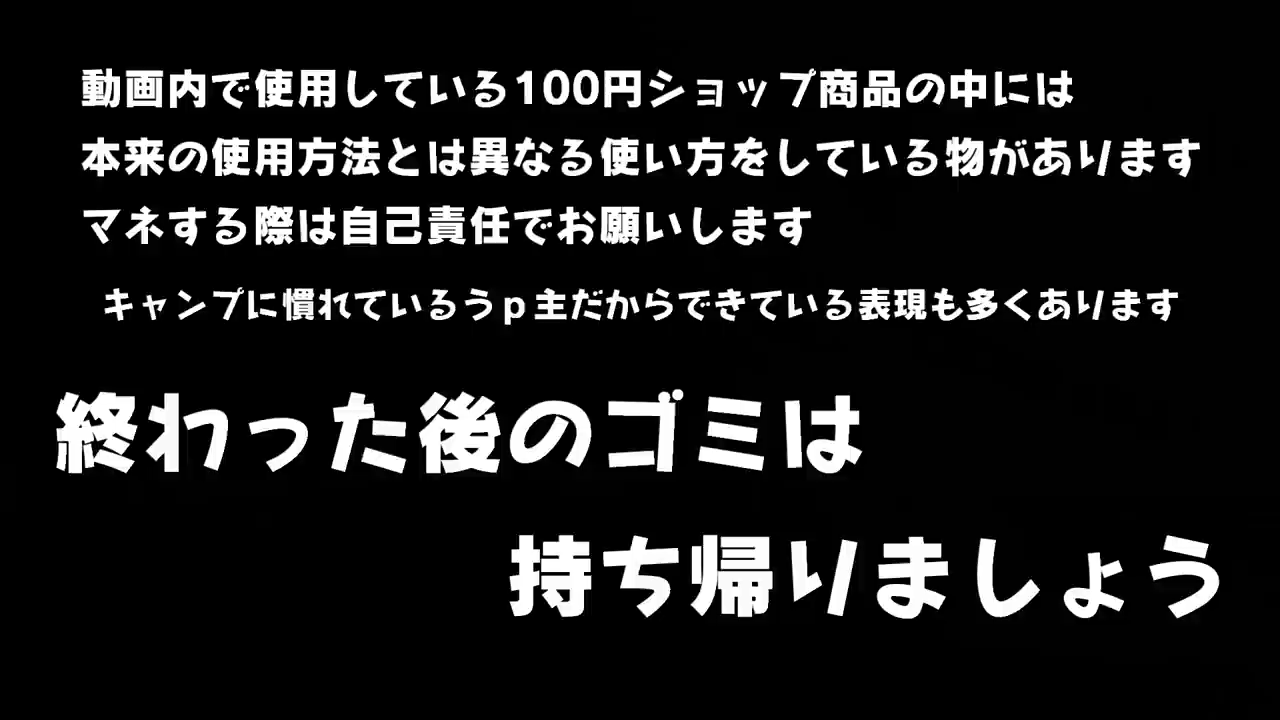 動画内で使用している100円ショップ商品の中には
本来の使用方法とは異なる使い方をしている物があります
マネする際は自己責任でお願いします
キャンプに慣れているうｐ主だからできている表現も多くあります
終わった後のゴミは
持ち帰りましょう